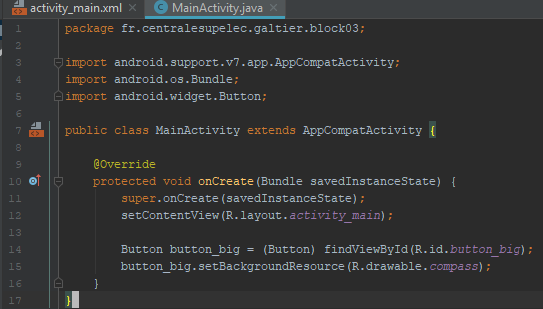 activity_main.xml MainActivity.java
1 package fr.centralesupelec.galtier.block03;
2
3 import android.support.v7.app.AppCompatActivity;
4 import android.os.Bundle;
5 import android.widget.Button;
6
7 public class MainActivity extends AppCompatActivity {
8
9 @Override
10 protected void onCreate(Bundle savedInstanceState) {
11 super.onCreate(savedInstanceState);
12 setContentView(R.layout.activity_main);
13
14 Button button_big = (Button) findViewById(R.id.button_big);
15 button_big.setBackgroundResource(R.drawable.compass);
16 }
17 }